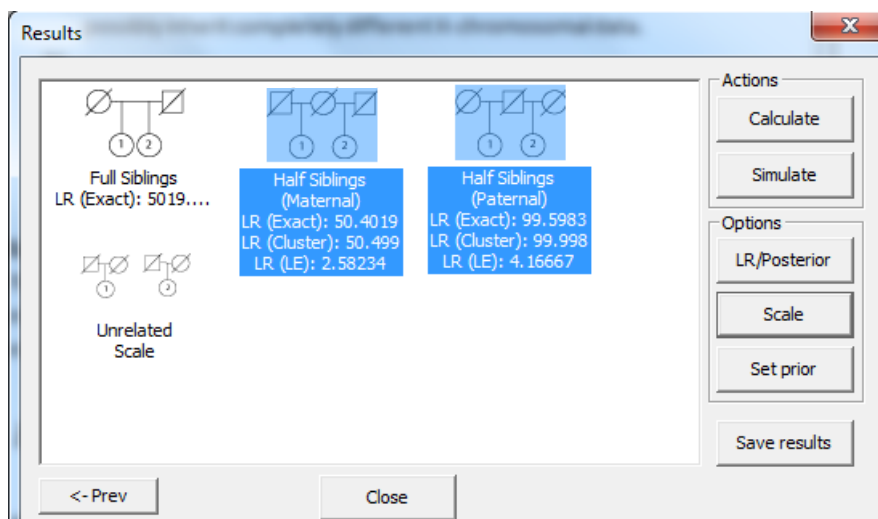 Results
1 2
Full Siblings
LR (Exact): 5019....
1 2
Half Siblings
(Maternal)
LR (Exact): 50.4019
LR (Cluster): 50.499
LR (LE): 2.58234
1 2
Half Siblings
(Paternal)
LR (Exact): 99.5983
LR (Cluster): 99.998
LR (LE): 4.16667
1 2
Unrelated
Scale
Actions
Calculate
Simulate
Options
LR/Posterior
Scale
Set prior
Save results
<- Prev
Close